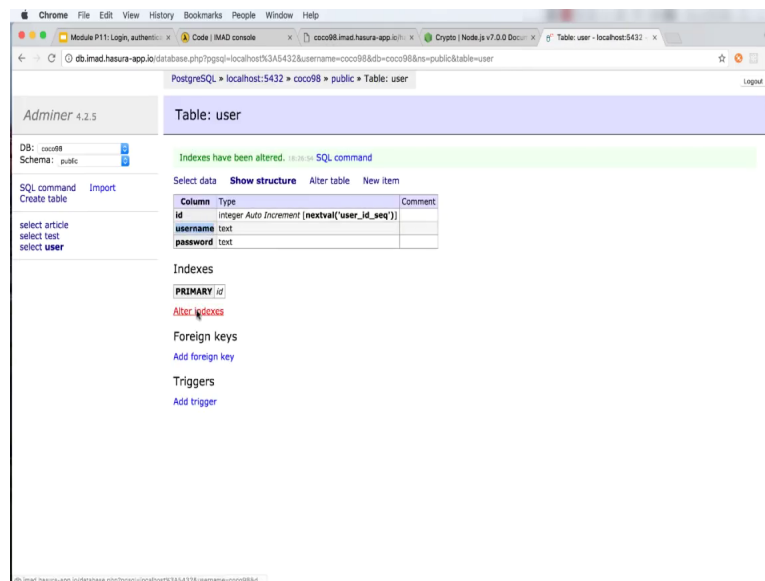 Chrome File Edit View History Bookmarks People Window Help
Module P11: Login, authentica Code | IMAD console coco98.imad.hasura-app.io/h Crypto | Node.js v7.0.0 Docum Table: user - localhost:5432 -
db.imad.hasura-app.io/database.php?pgsql=localhost%3A5432&username=coco98&db=coco98&ns=public&table=user
PostgreSQL » localhost:5432 » coco98 » public » Table: user
Logout
Adminer 4.2.5
Table: user
DB: coco98
Schema: public
Indexes have been altered. SQL command
SQL command Import
Create table
Select data Show structure Alter table New item
Column Type Comment
id integer Auto Increment [nextval('user_id_seq')]
username text
password text
select article
select test
select user
Indexes
PRIMARY id
Alter indexes
Foreign keys
Add foreign key
Triggers
Add trigger